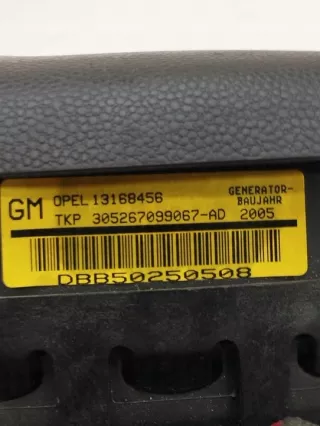 GM OPEL 13168456 GENERATOR-
BAUJAHR
TKP 305267099067-AD 2005
DBB50250508